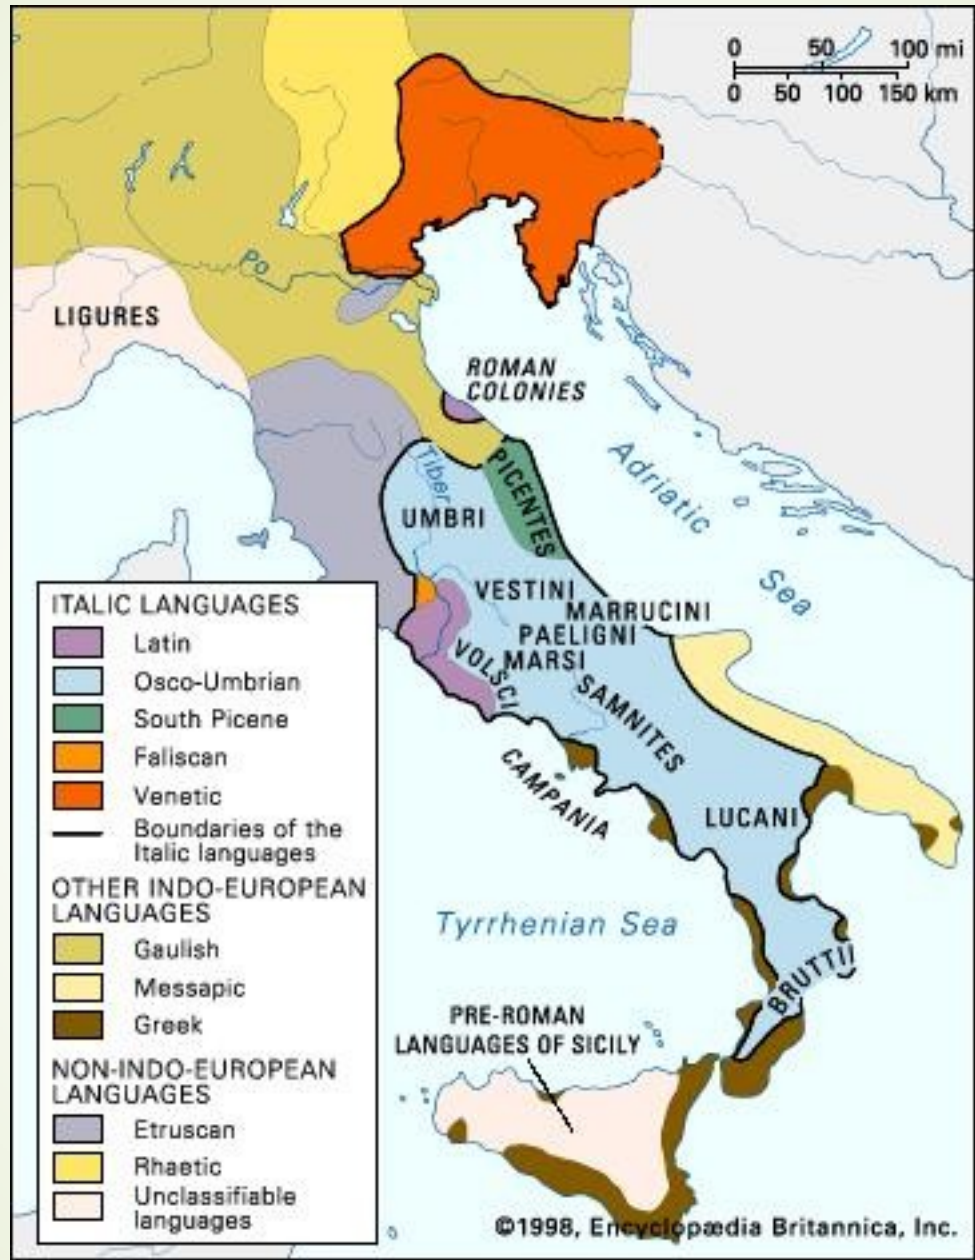 0 50 100 mi
0 50 100 150 km
Po
LIGURES
ROMAN
COLONIES
Adriatic
Sea
PICENTES
Tiber
UMBRI
VESTINI
MARRUCINI
PAELIGNI
MARSI
VOLSCI
SAMNITES
CAMPANIA
LUCANI
Tyrrhenian Sea
BRUTTII
PRE-ROMAN
LANGUAGES OF SICILY
ITALIC LANGUAGES
Latin
Osco-Umbrian
South Picene
Faliscan
Venetic
Boundaries of the
Italic languages
OTHER INDO-EUROPEAN
LANGUAGES
Gaulish
Messapic
Greek
NON-INDO-EUROPEAN
LANGUAGES
Etruscan
Rhaetic
Unclassifiable
languages
©1998, Encyclopædia Britannica, Inc.